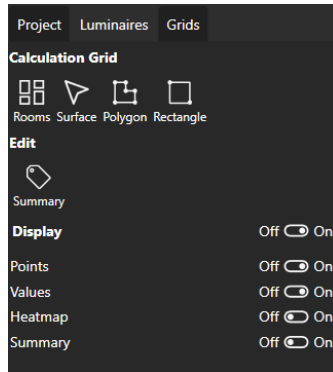 Project Luminaires Grids
Calculation Grid
Rooms Surface Polygon Rectangle
Edit
Summary
Display Off On
Points Off On
Values Off On
Heatmap Off On
Summary Off On